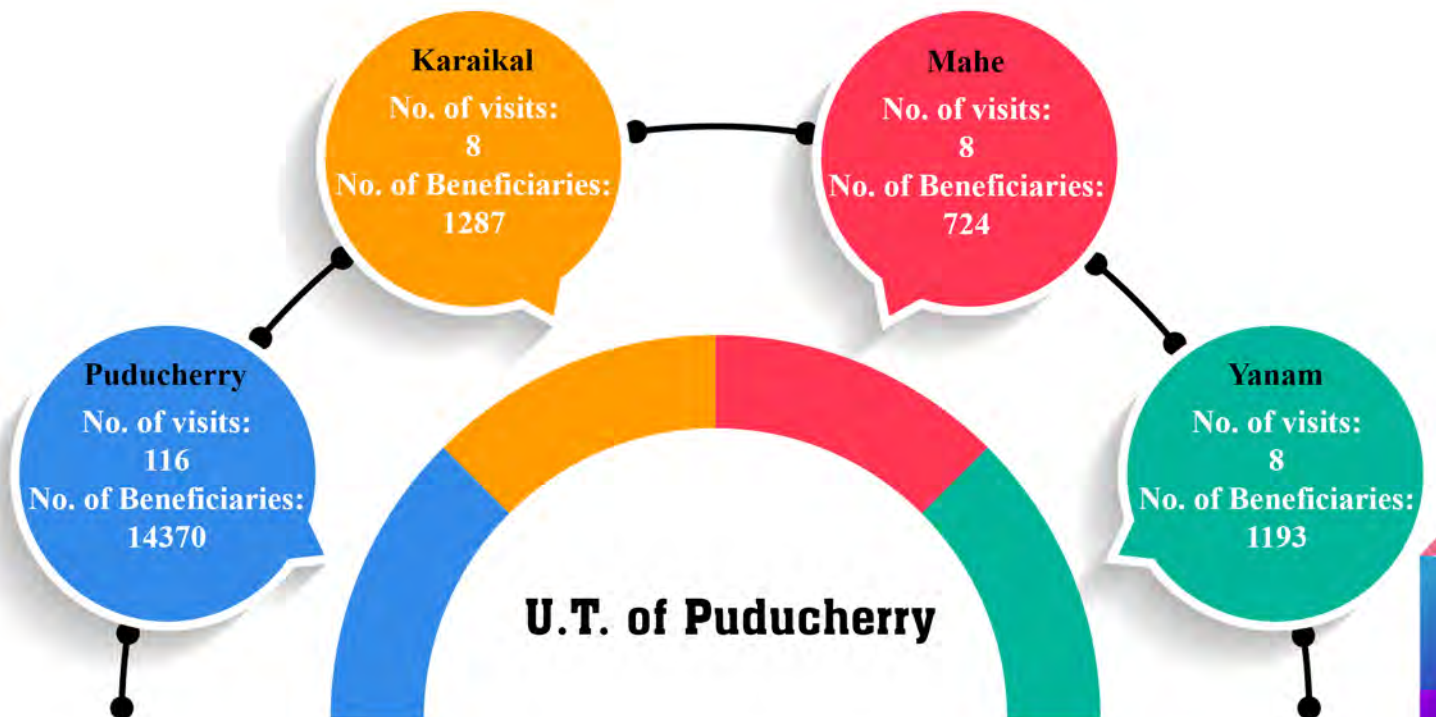 Karaikal
No. of visits:
8
No. of Beneficiaries:
1287
Mahe
No. of visits:
8
No. of Beneficiaries:
724
Puducherry
No. of visits:
116
No. of Beneficiaries:
14370
Yanam
No. of visits:
8
No. of Beneficiaries:
1193
U.T. of Puducherry